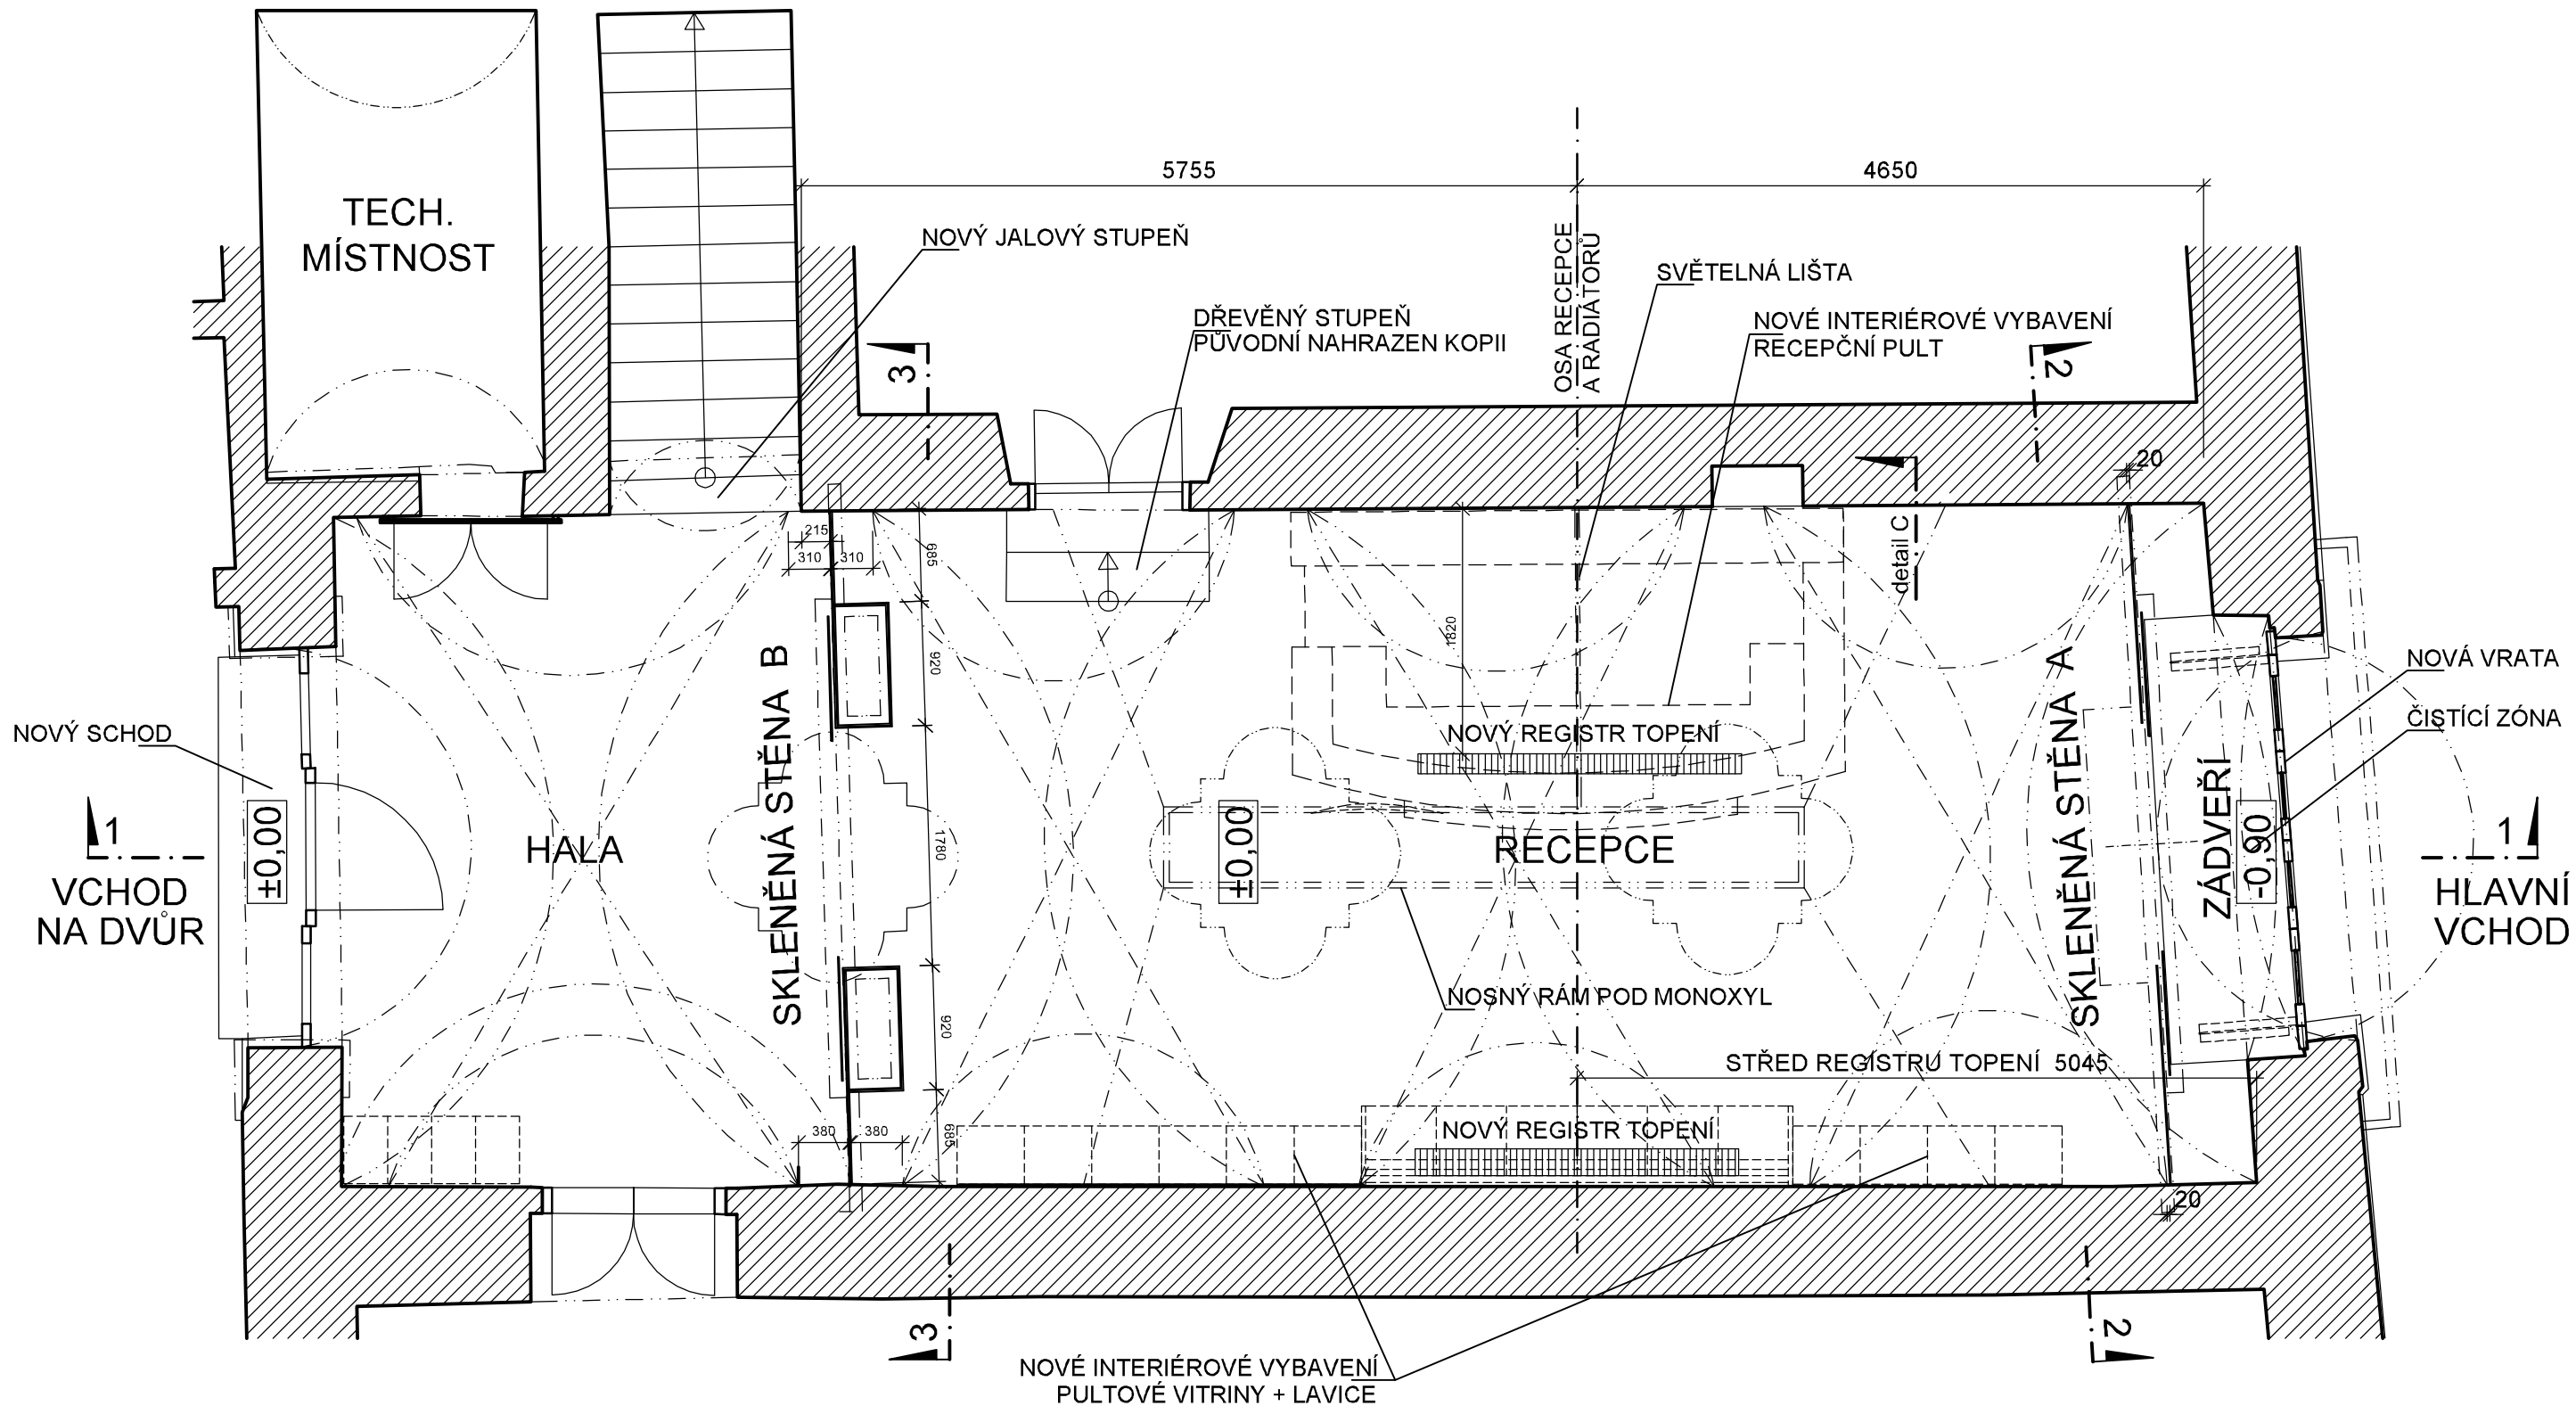 5755
4650
TECH.
MÍSTNOST
NOVÝ JALOVÝ STUPEŇ
DŘEVĚNÝ STUPEŇ
PŮVODNÍ NAHRAZEN KOPII
OSA RECEPCE
A RADIÁTORŮ
SVĚTELNÁ LIŠTA
NOVÉ INTERIÉROVÉ VYBAVENÍ
RECEPČNÍ PULT
3
2
20
detail C
215
310
310
685
920
1780
920
685
1820
NOVÝ SCHOD
SKLENĚNÁ STĚNA B
NOVÝ REGISTR TOPENÍ
SKLENĚNÁ STĚNA A
NOVÁ VRATA
ČISTÍCÍ ZÓNA
1
VCHOD
NA DVŮR
±0,00
HALA
±0,00
RECEPCE
ZÁDVEŘÍ
-0,90
1
HLAVNÍ
VCHOD
NOSNÝ RÁM POD MONOXYL
STŘED REGISTRU TOPENÍ 5045
380
380
NOVÝ REGISTR TOPENÍ
20
3
2
NOVÉ INTERIÉROVÉ VYBAVENÍ
PULTOVÉ VITRINY + LAVICE